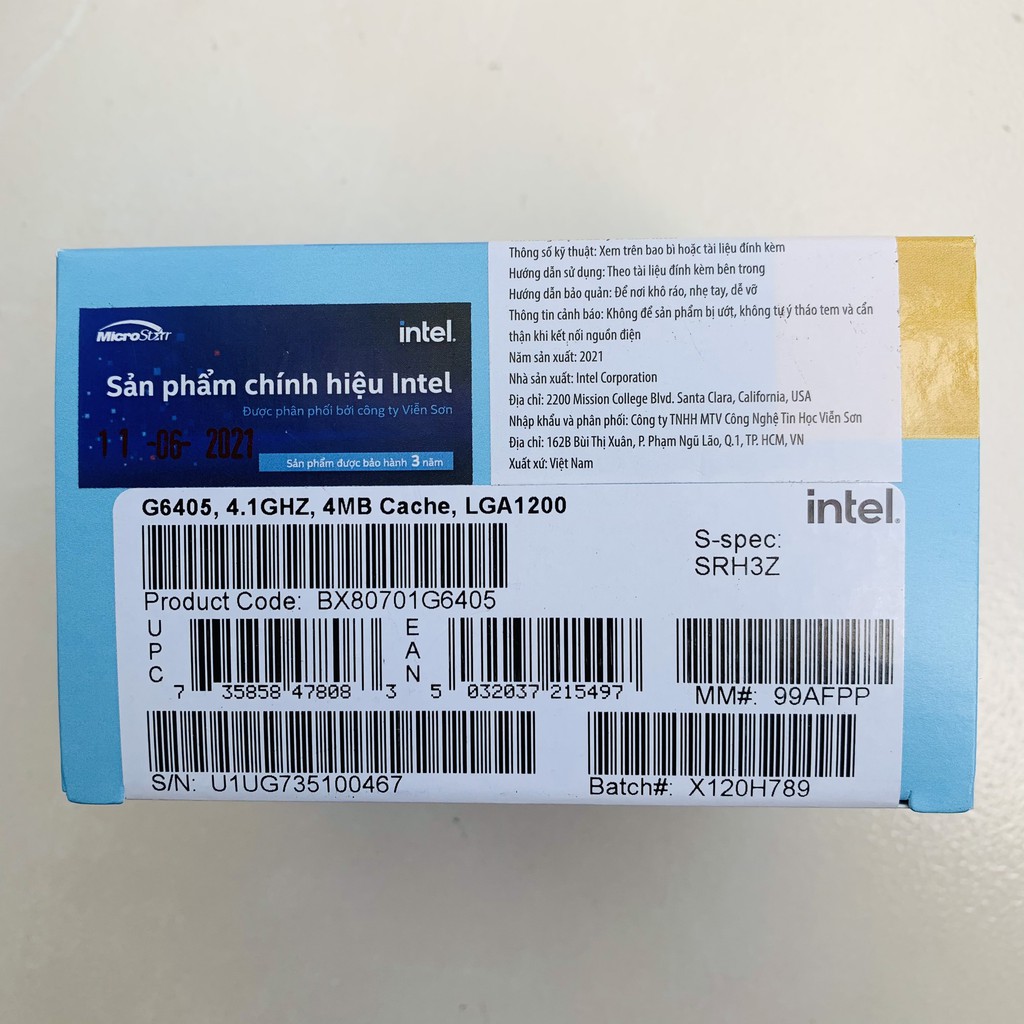 MicroStarr
intel.
Sản phẩm chính hiệu Intel
Được phân phối bởi công ty Viễn Sơn
11 -06- 2021
Sản phẩm được bảo hành 3 năm
Thông số kỹ thuật: Xem trên bao bì hoặc tài liệu đính kèm
Hướng dẫn sử dụng: Theo tài liệu đính kèm bên trong
Hướng dẫn bảo quản: Để nơi khô ráo, nhẹ tay, dễ vỡ
Thông tin cảnh báo: Không để sản phẩm bị ướt, không tự ý tháo tem và cẩn
thận khi kết nối nguồn điện
Năm sản xuất: 2021
Nhà sản xuất: Intel Corporation
Địa chỉ: 2200 Mission College Blvd. Santa Clara, California, USA
Nhập khẩu và phân phối: Công ty TNHH MTV Công Nghệ Tin Học Viễn Sơn
Địa chỉ: 162B Bùi Thị Xuân, P. Phạm Ngũ Lão, Q.1, TP. HCM, VN
Xuất xứ: Việt Nam
G6405, 4.1GHZ, 4MB Cache, LGA1200
intel.
S-spec:
SRH3Z
Product Code: BX80701G6405
UPC
7 35858 47808 3
EAN
5 032037 215497
MM#: 99AFPP
S/N: U1UG735100467
Batch#: X120H789